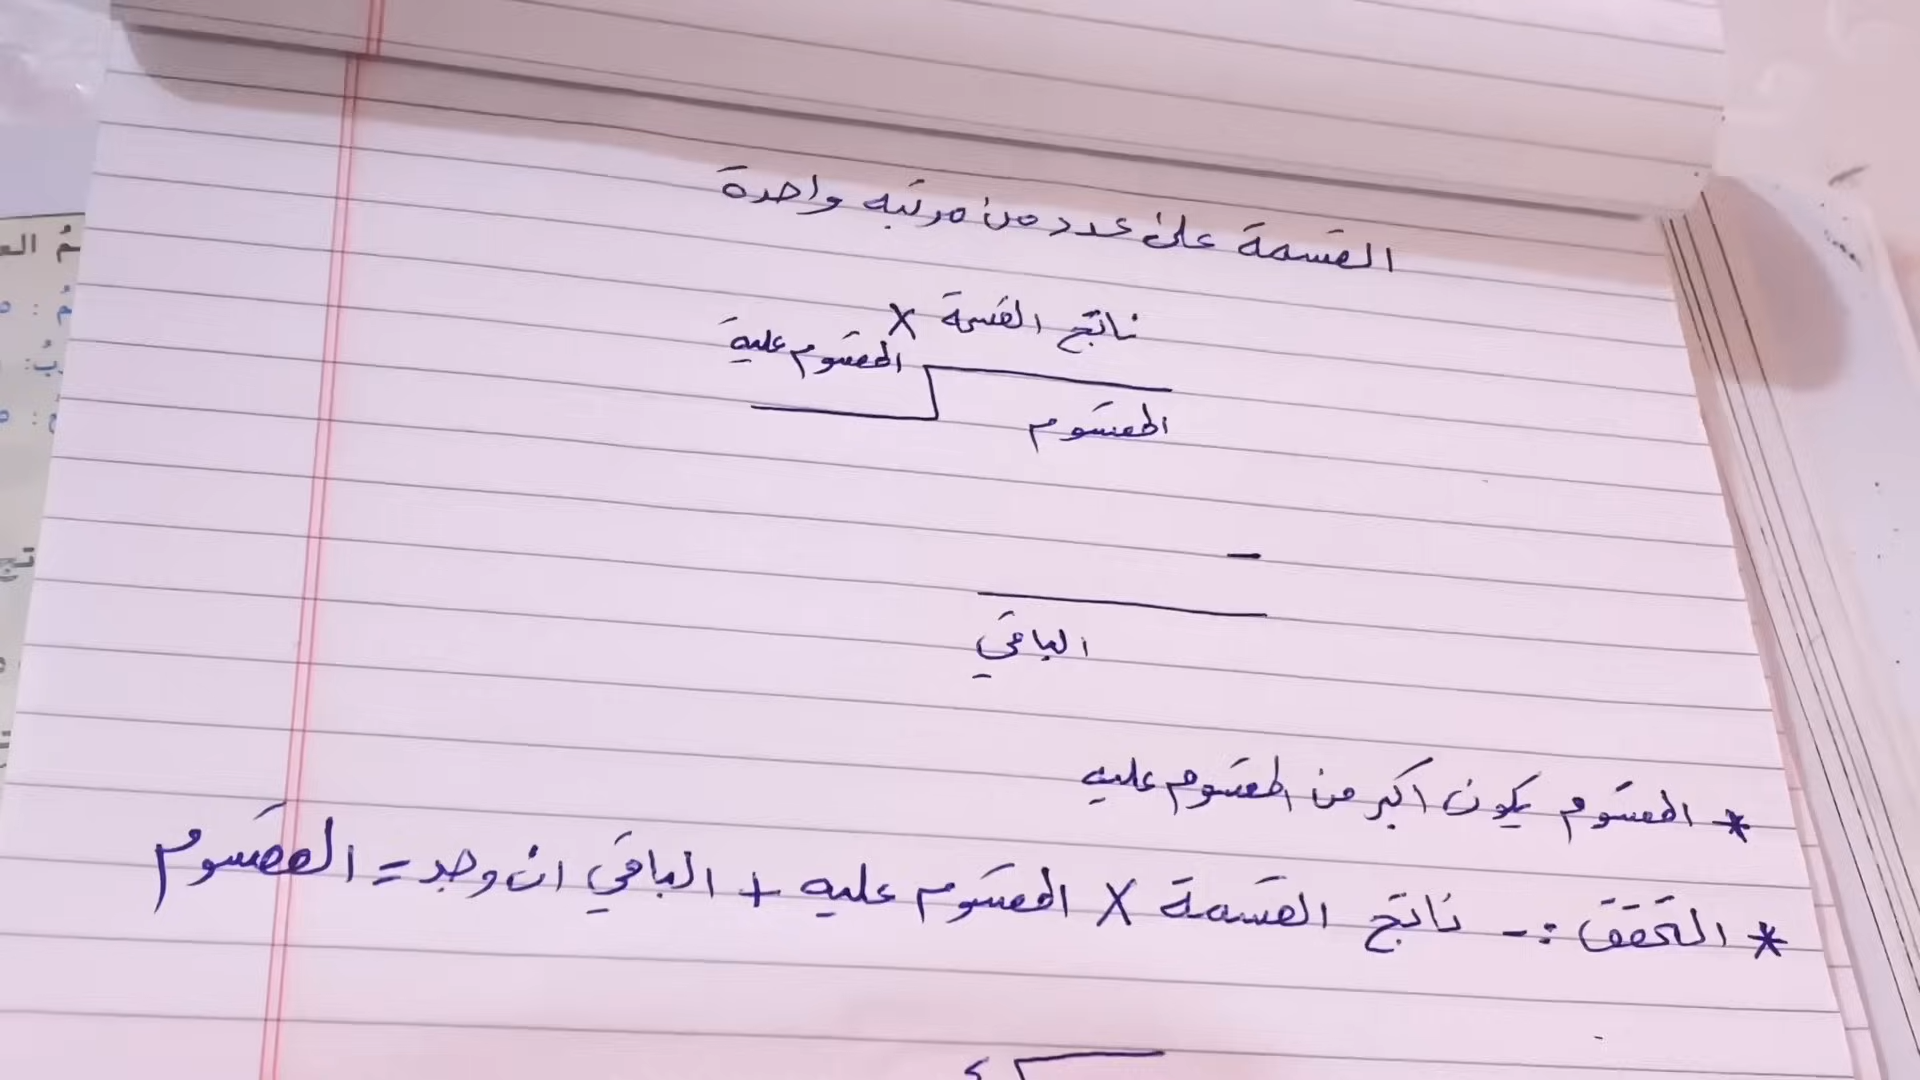 القسمة على عدد من مرتبه واحدة
ناتج القسمة X
المقسوم عليه
المقسوم
-
الباقي
* المقسوم يكون اكبر من المقسوم عليه
* التحقق :- ناتج القسمة X المقسوم عليه + الباقي ان وجد = المقسوم